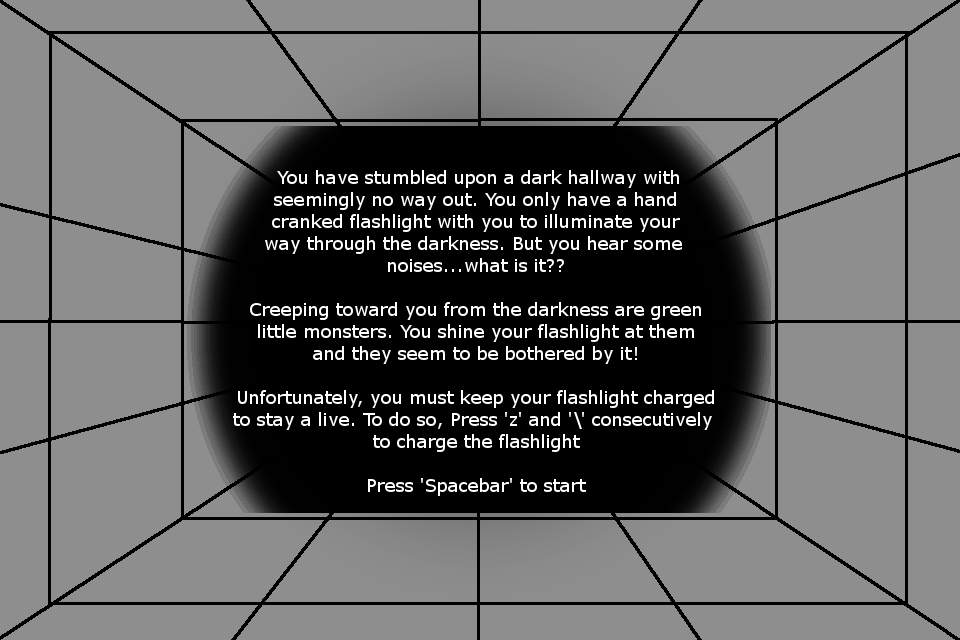 You have stumbled upon a dark hallway with
seemingly no way out. You only have a hand
cranked flashlight with you to illuminate your
way through the darkness. But you hear some
noises...what is it??
Creeping toward you from the darkness are green
little monsters. You shine your flashlight at them
and they seem to be bothered by it!
Unfortunately, you must keep your flashlight charged
to stay a live. To do so, Press 'z' and '\' consecutively
to charge the flashlight
Press 'Spacebar' to start